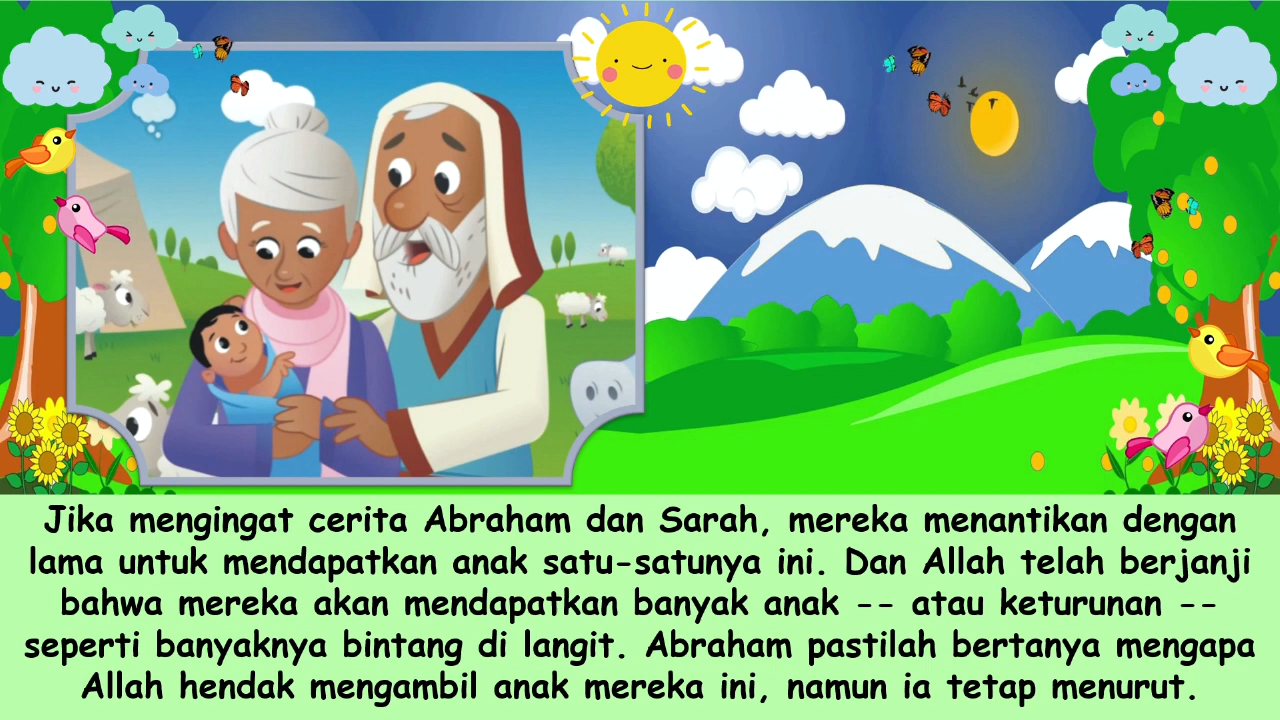 Jika mengingat cerita Abraham dan Sarah, mereka menantikan dengan
lama untuk mendapatkan anak satu-satunya ini. Dan Allah telah berjanji
bahwa mereka akan mendapatkan banyak anak -- atau keturunan --
seperti banyaknya bintang di langit. Abraham pastilah bertanya mengapa
Allah hendak mengambil anak mereka ini, namun ia tetap menurut.